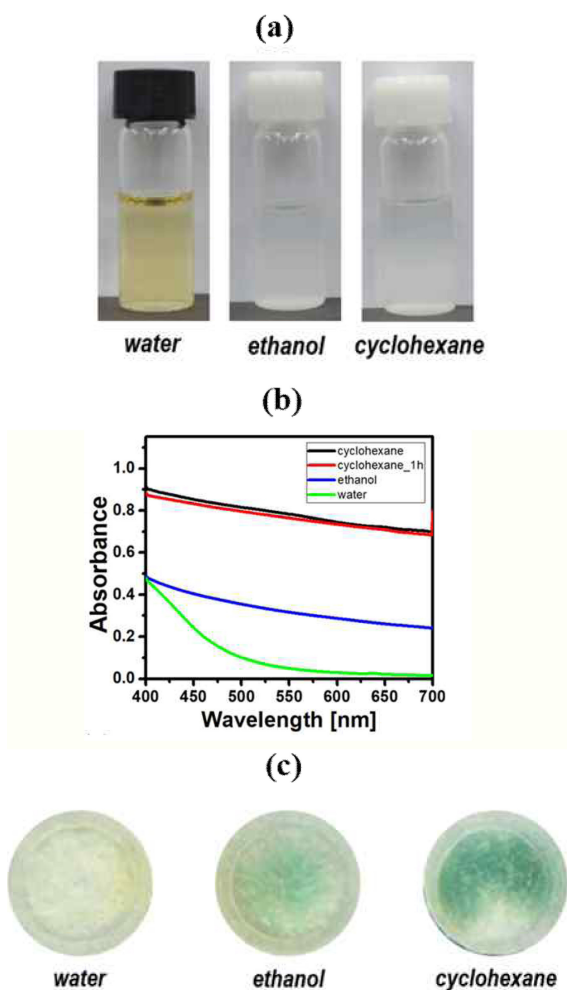 (a)
water ethanol cyclohexane
(b)
cyclohexane
cyclohexane_1h
ethanol
water
1.0
0.8
0.6
0.4
0.2
0.0
Absorbance
400 450 500 550 600 650 700
Wavelength [nm]
(c)
water ethanol cyclohexane